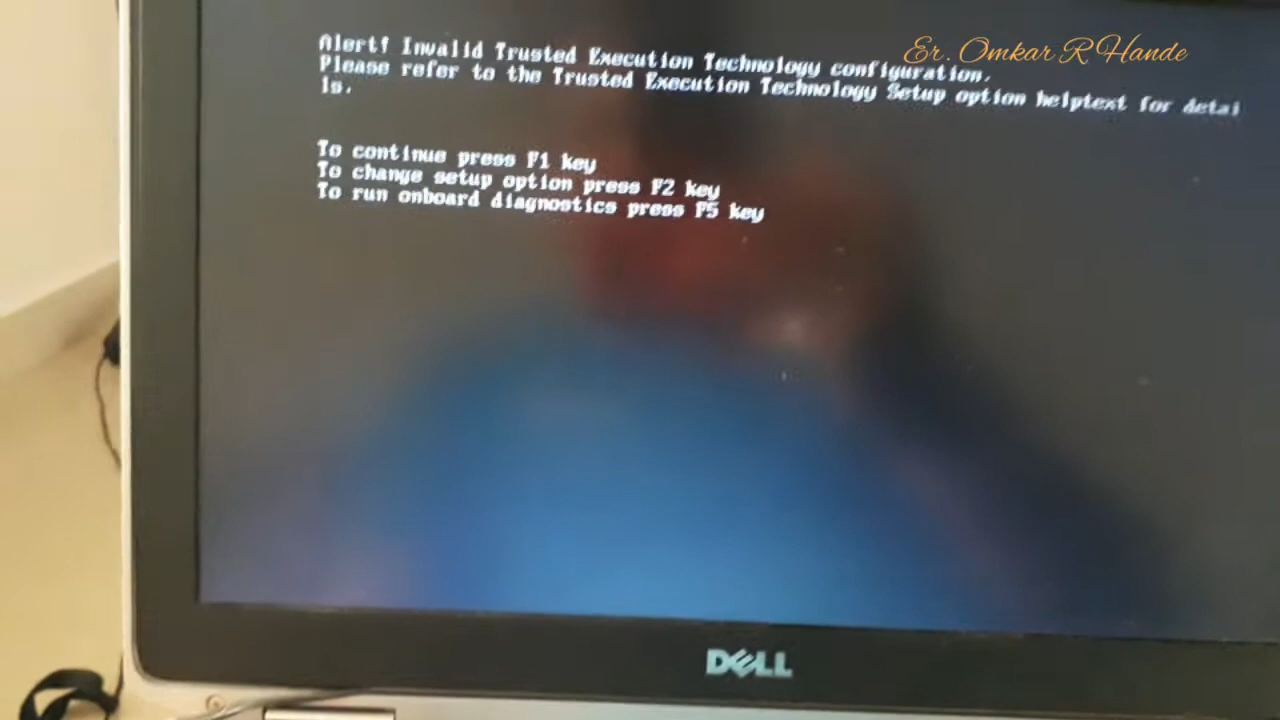 Er. Omkar R Hande
Alert! Invalid Trusted Execution Technology configuration.
Please refer to the Trusted Execution Technology Setup option helptext for detai
ls.
To continue press F1 key
To change setup option press F2 key
To run onboard diagnostics press F5 key
DELL